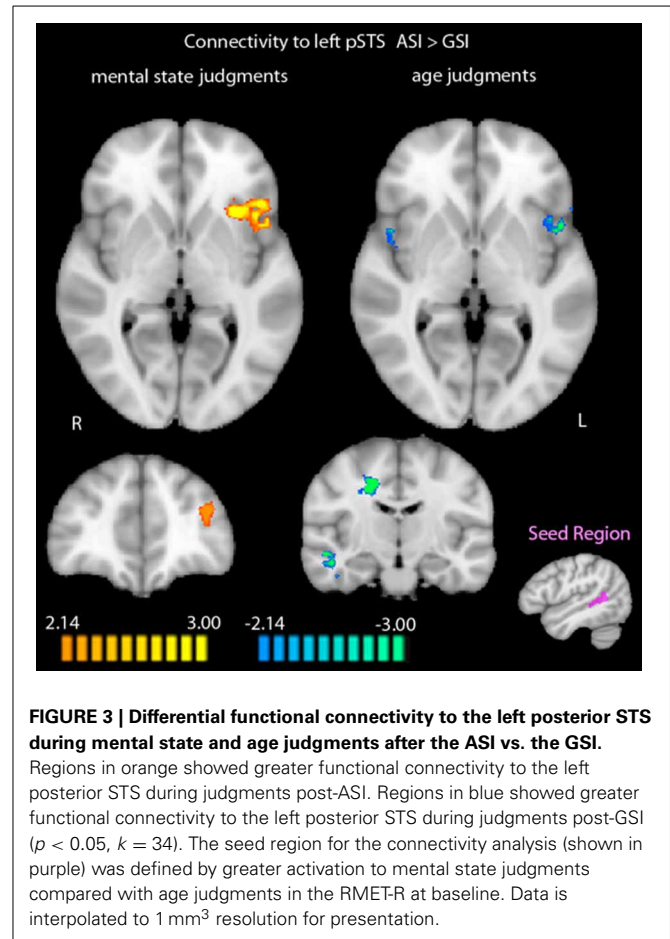 Connectivity to left pSTS ASI > GSI
mental state judgments
age judgments
R
L
Seed Region
2.14 3.00
-2.14 -3.00
FIGURE 3 | Differential functional connectivity to the left posterior STS
during mental state and age judgments after the ASI vs. the GSI.
Regions in orange showed greater functional connectivity to the left
posterior STS during judgments post-ASI. Regions in blue showed greater
functional connectivity to the left posterior STS during judgments post-GSI
(p < 0.05, k = 34). The seed region for the connectivity analysis (shown in
purple) was defined by greater activation to mental state judgments
compared with age judgments in the RMET-R at baseline. Data is
interpolated to 1 mm³ resolution for presentation.